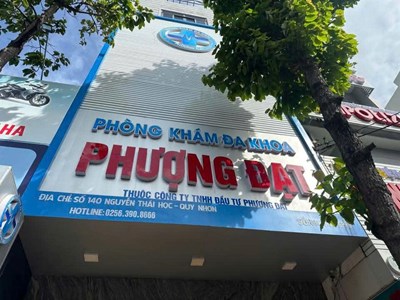 PHÒNG KHÁM ĐA KHOA
PHƯỢNG ĐẠT
THUỘC CÔNG TY TNHH ĐẦU TƯ PHƯỢNG ĐẠT
ĐỊA CHỈ: SỐ 140 NGUYỄN THÁI HỌC - QUY NHƠN
HOTLINE: 0256.390.8668
HA